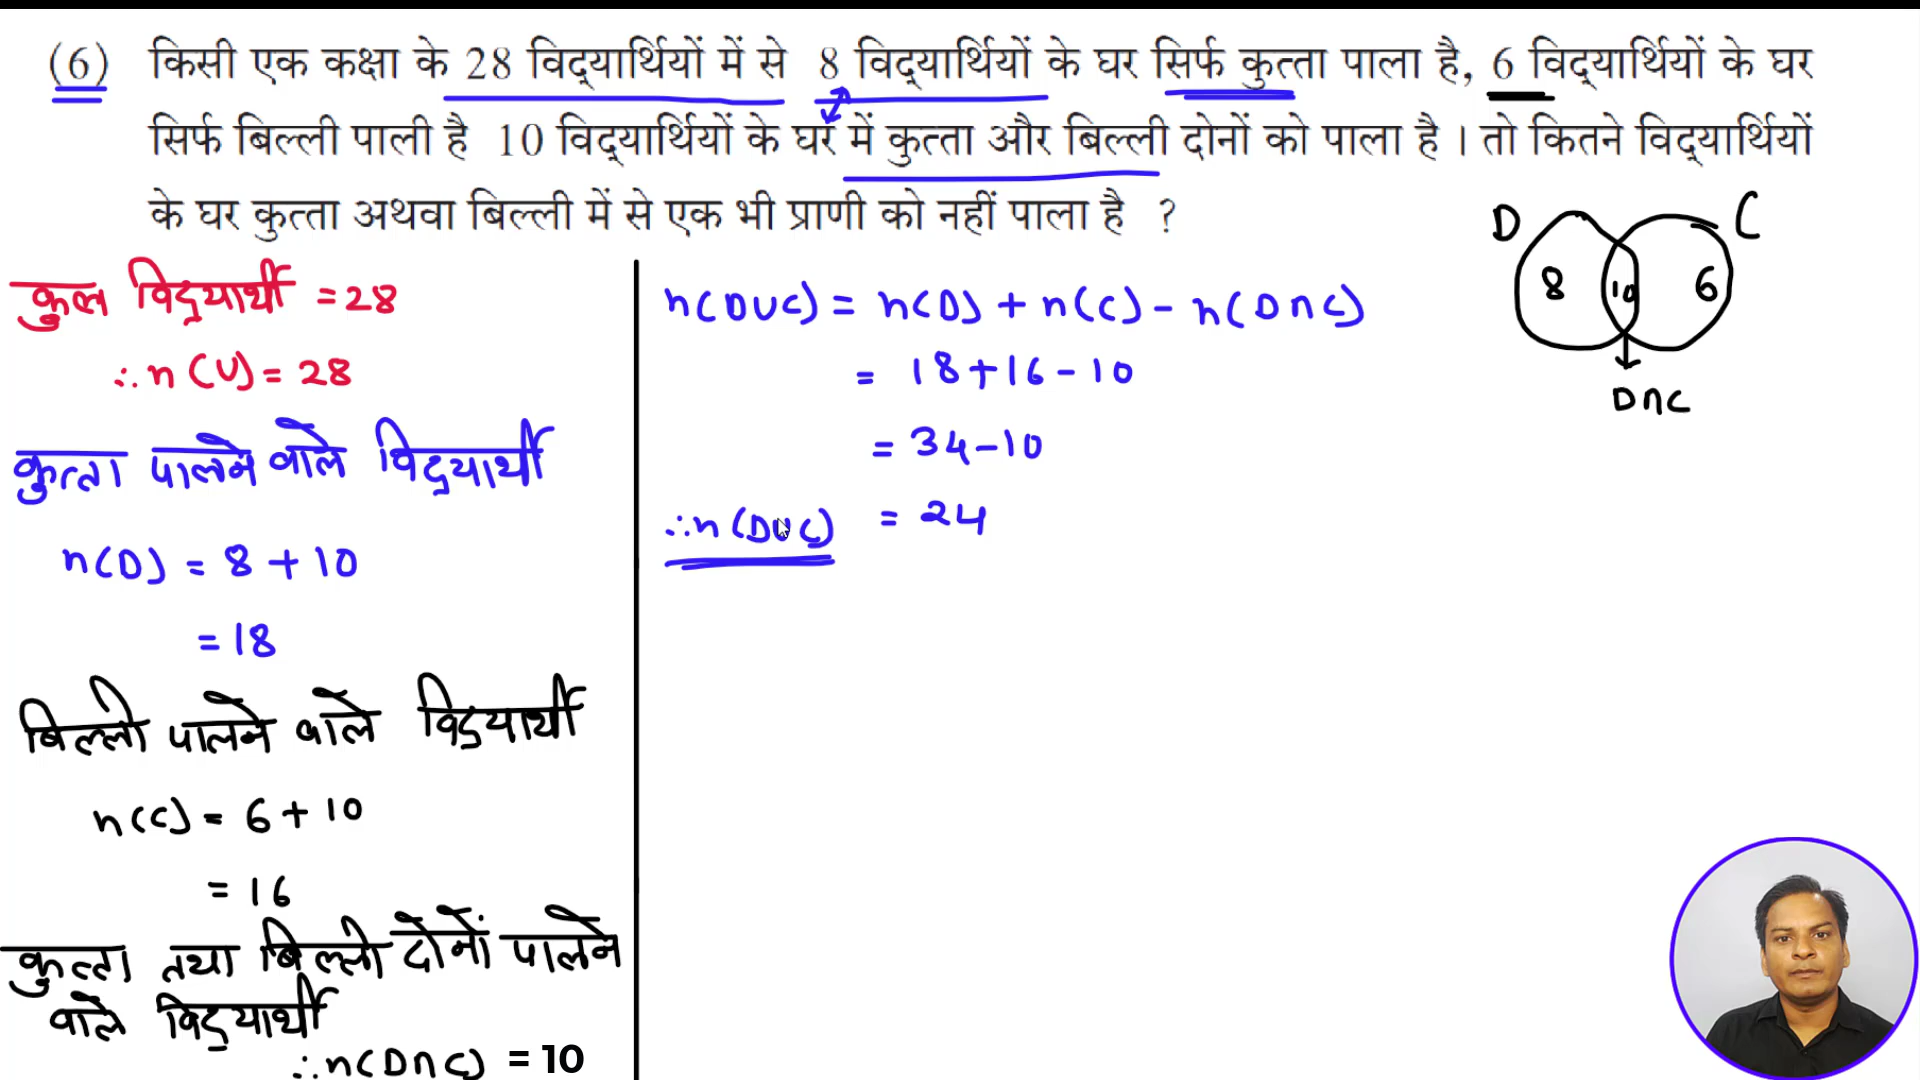 (6) किसी एक कक्षा के 28 विद्यार्थियों में से 8 विद्यार्थियों के घर सिर्फ कुत्ता पाला है, 6 विद्यार्थियों के घर
सिर्फ बिल्ली पाली है 10 विद्यार्थियों के घर में कुत्ता और बिल्ली दोनों को पाला है । तो कितने विद्यार्थियों
के घर कुत्ता अथवा बिल्ली में से एक भी प्राणी को नहीं पाला है ?
D C
8 10 6
D∩C
कुल विद्यार्थी = 28
∴ n(U) = 28
कुत्ता पालने वाले विद्यार्थी
n(D) = 8 + 10
= 18
बिल्ली पालने वाले विद्यार्थी
n(C) = 6 + 10
= 16
कुत्ता तथा बिल्ली दोनों पालने
वाले विद्यार्थी
∴ n(D∩C) = 10
n(D∪C) = n(D) + n(C) - n(D∩C)
= 18 + 16 - 10
= 34 - 10
∴ n(D∪C) = 24